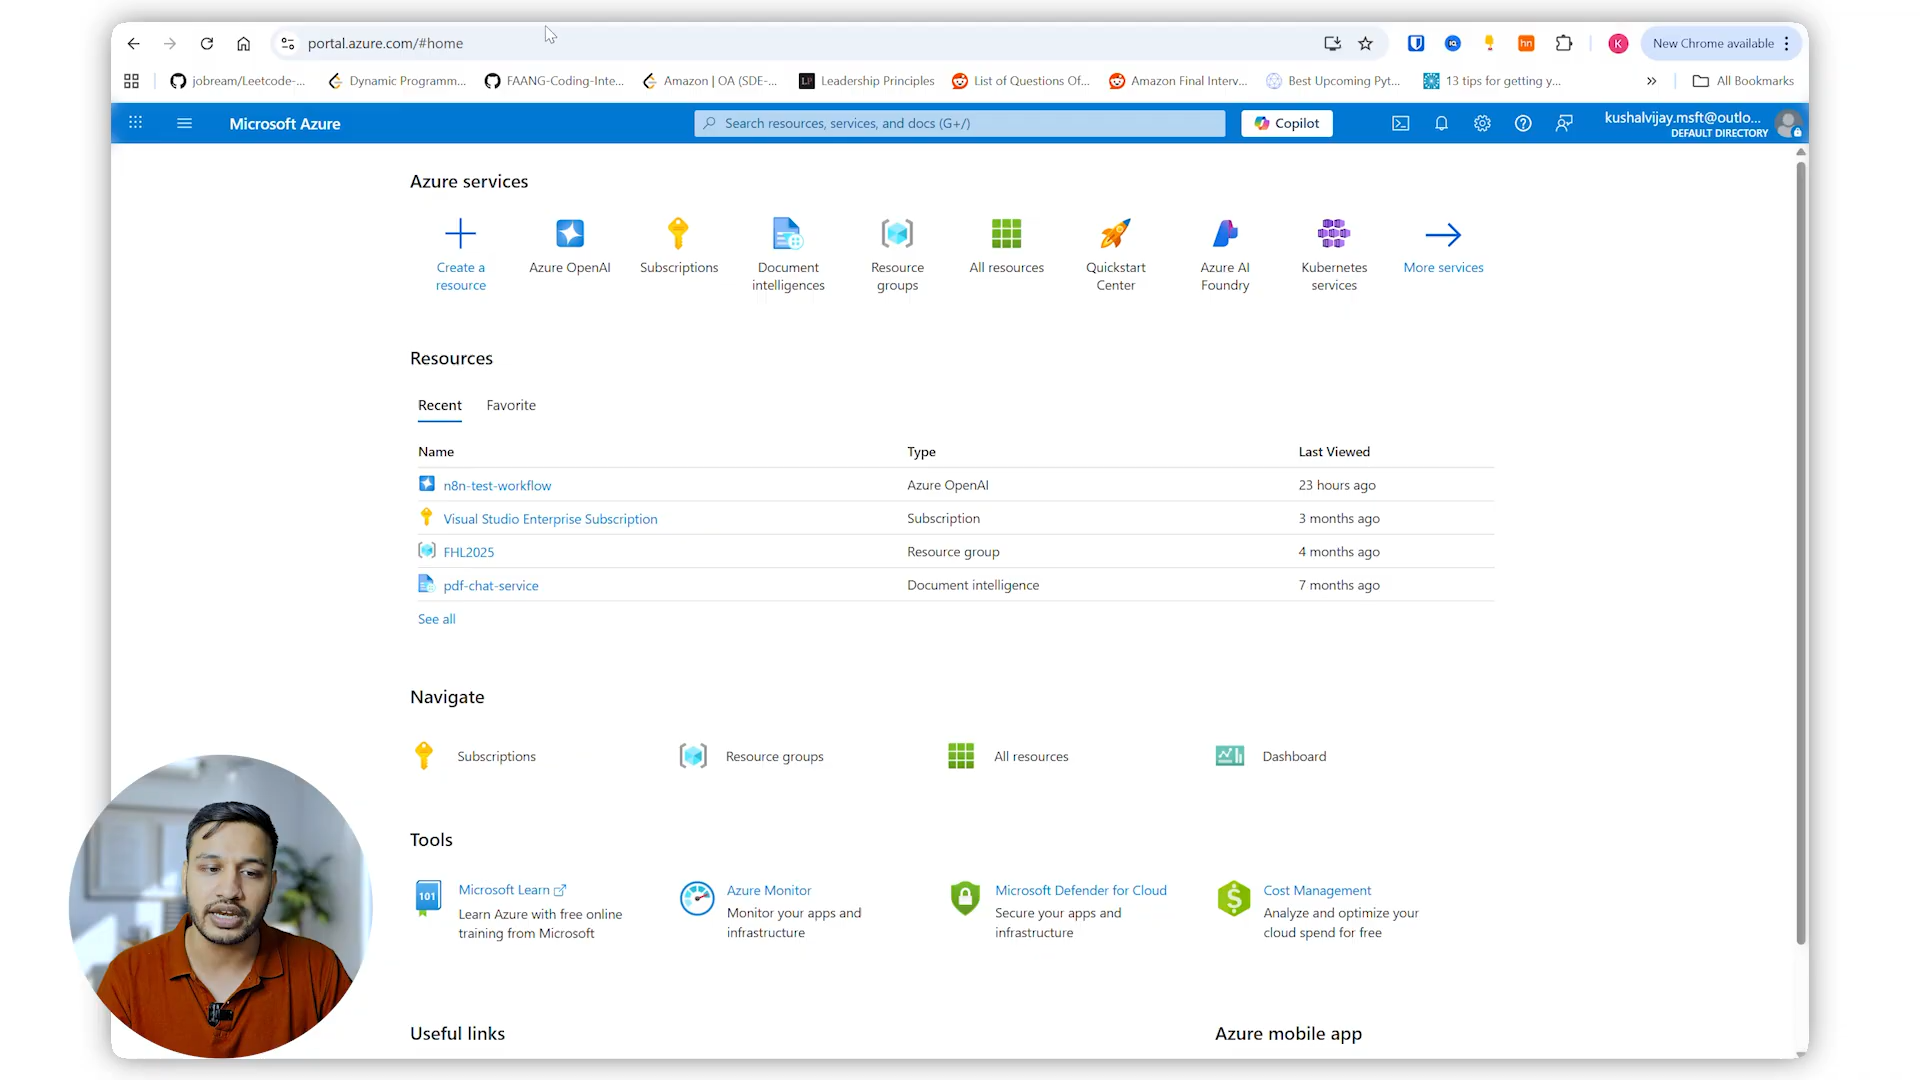 portal.azure.com/#home
New Chrome available
jobream/Leetcode-...
Dynamic Programm...
FAANG-Coding-Inte...
Amazon | OA (SDE-...
LP
Leadership Principles
List of Questions Of...
Amazon Final Interv...
Best Upcoming Pyt...
13 tips for getting y...
»
All Bookmarks
hn
K
Microsoft Azure
Search resources, services, and docs (G+/)
Copilot
kushalvijay.msft@outlo...
DEFAULT DIRECTORY
Azure services
Create a
resource
Azure OpenAI
Subscriptions
Document
intelligences
Resource
groups
All resources
Quickstart
Center
Azure AI
Foundry
Kubernetes
services
More services
Resources
Recent
Favorite
Name
Type
Last Viewed
n8n-test-workflow
Azure OpenAI
23 hours ago
Visual Studio Enterprise Subscription
Subscription
3 months ago
FHL2025
Resource group
4 months ago
pdf-chat-service
Document intelligence
7 months ago
See all
Navigate
Subscriptions
Resource groups
All resources
Dashboard
Tools
101
Microsoft Learn
Learn Azure with free online
training from Microsoft
Azure Monitor
Monitor your apps and
infrastructure
Microsoft Defender for Cloud
Secure your apps and
infrastructure
$
Cost Management
Analyze and optimize your
cloud spend for free
Useful links
Azure mobile app